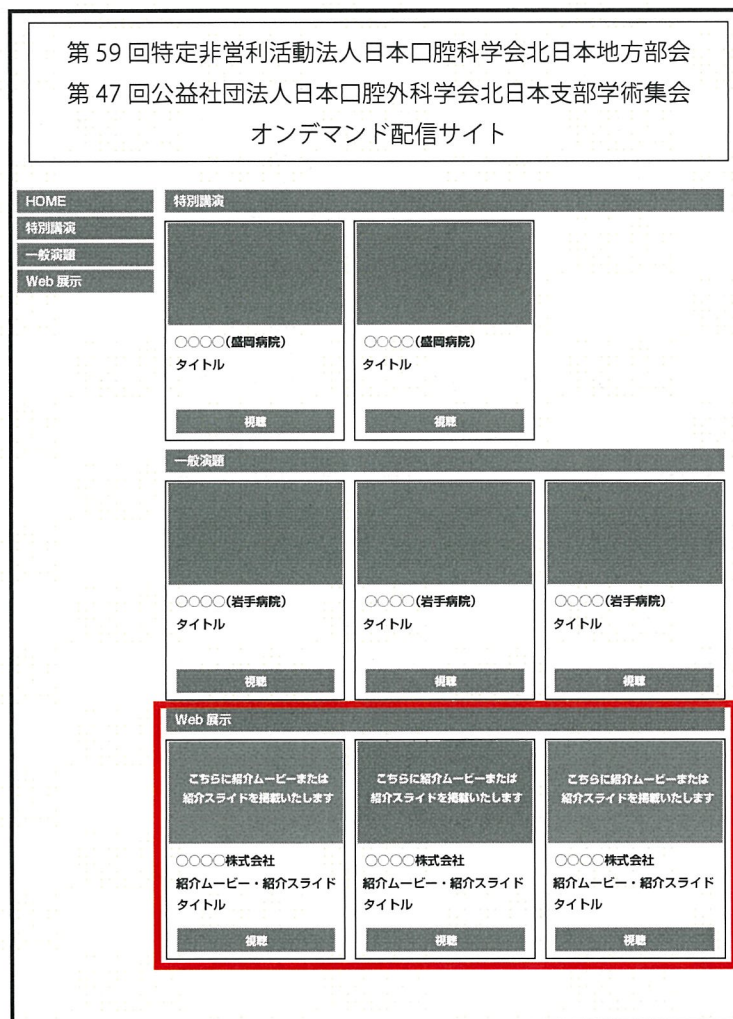 第 59 回特定非営利活動法人日本口腔科学会北日本地方部会
第 47 回公益社団法人日本口腔外科学会北日本支部学術集会
オンデマンド配信サイト
HOME
特別講演
一般演題
Web 展示
特別講演
○○○○(盛岡病院)
タイトル
視聴
○○○○(盛岡病院)
タイトル
視聴
一般演題
○○○○(岩手病院)
タイトル
視聴
○○○○(岩手病院)
タイトル
視聴
○○○○(岩手病院)
タイトル
視聴
Web 展示
こちらに紹介ムービーまたは
紹介スライドを掲載いたします
○○○○株式会社
紹介ムービー・紹介スライド
タイトル
視聴
こちらに紹介ムービーまたは
紹介スライドを掲載いたします
○○○○株式会社
紹介ムービー・紹介スライド
タイトル
視聴
こちらに紹介ムービーまたは
紹介スライドを掲載いたします
○○○○株式会社
紹介ムービー・紹介スライド
タイトル
視聴